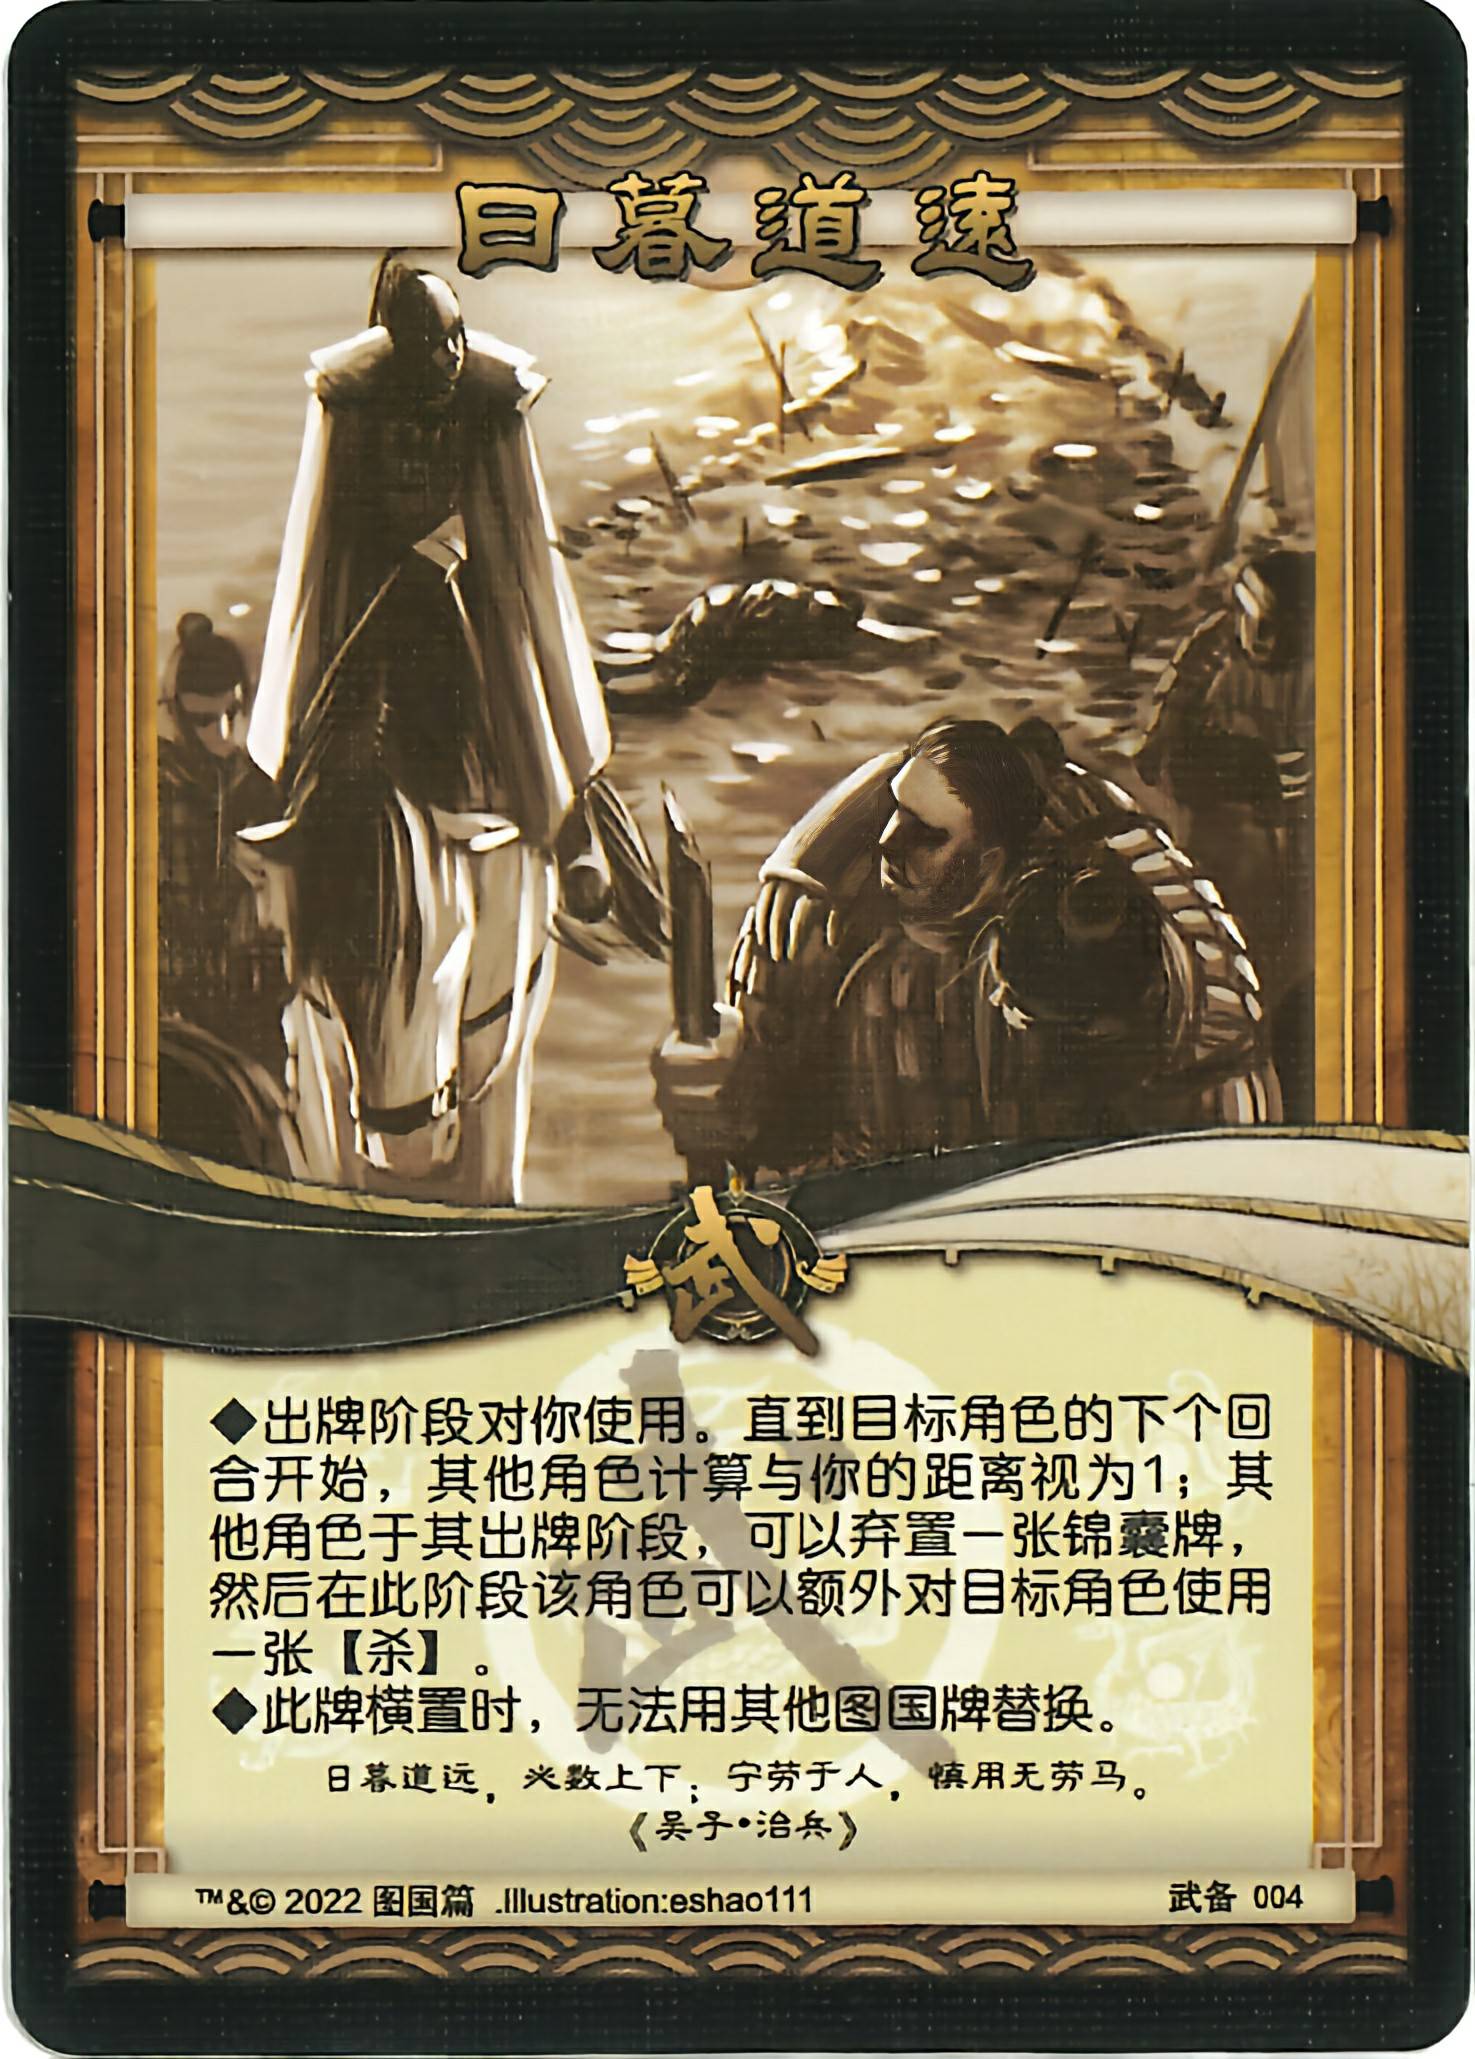 日暮道遠
武
◆出牌阶段对你使用。直到目标角色的下个回
合开始，其他角色计算与你的距离视为1；其
他角色于其出牌阶段，可以弃置一张锦囊牌，
然后在此阶段该角色可以额外对目标角色使用
一张【杀】。
◆此牌横置时，无法用其他图国牌替换。
日暮道远，必数上下；宁劳于人，慎用无劳马。
《吴子•治兵》
™&© 2022 图国篇 .Illustration:eshao111
武备 004